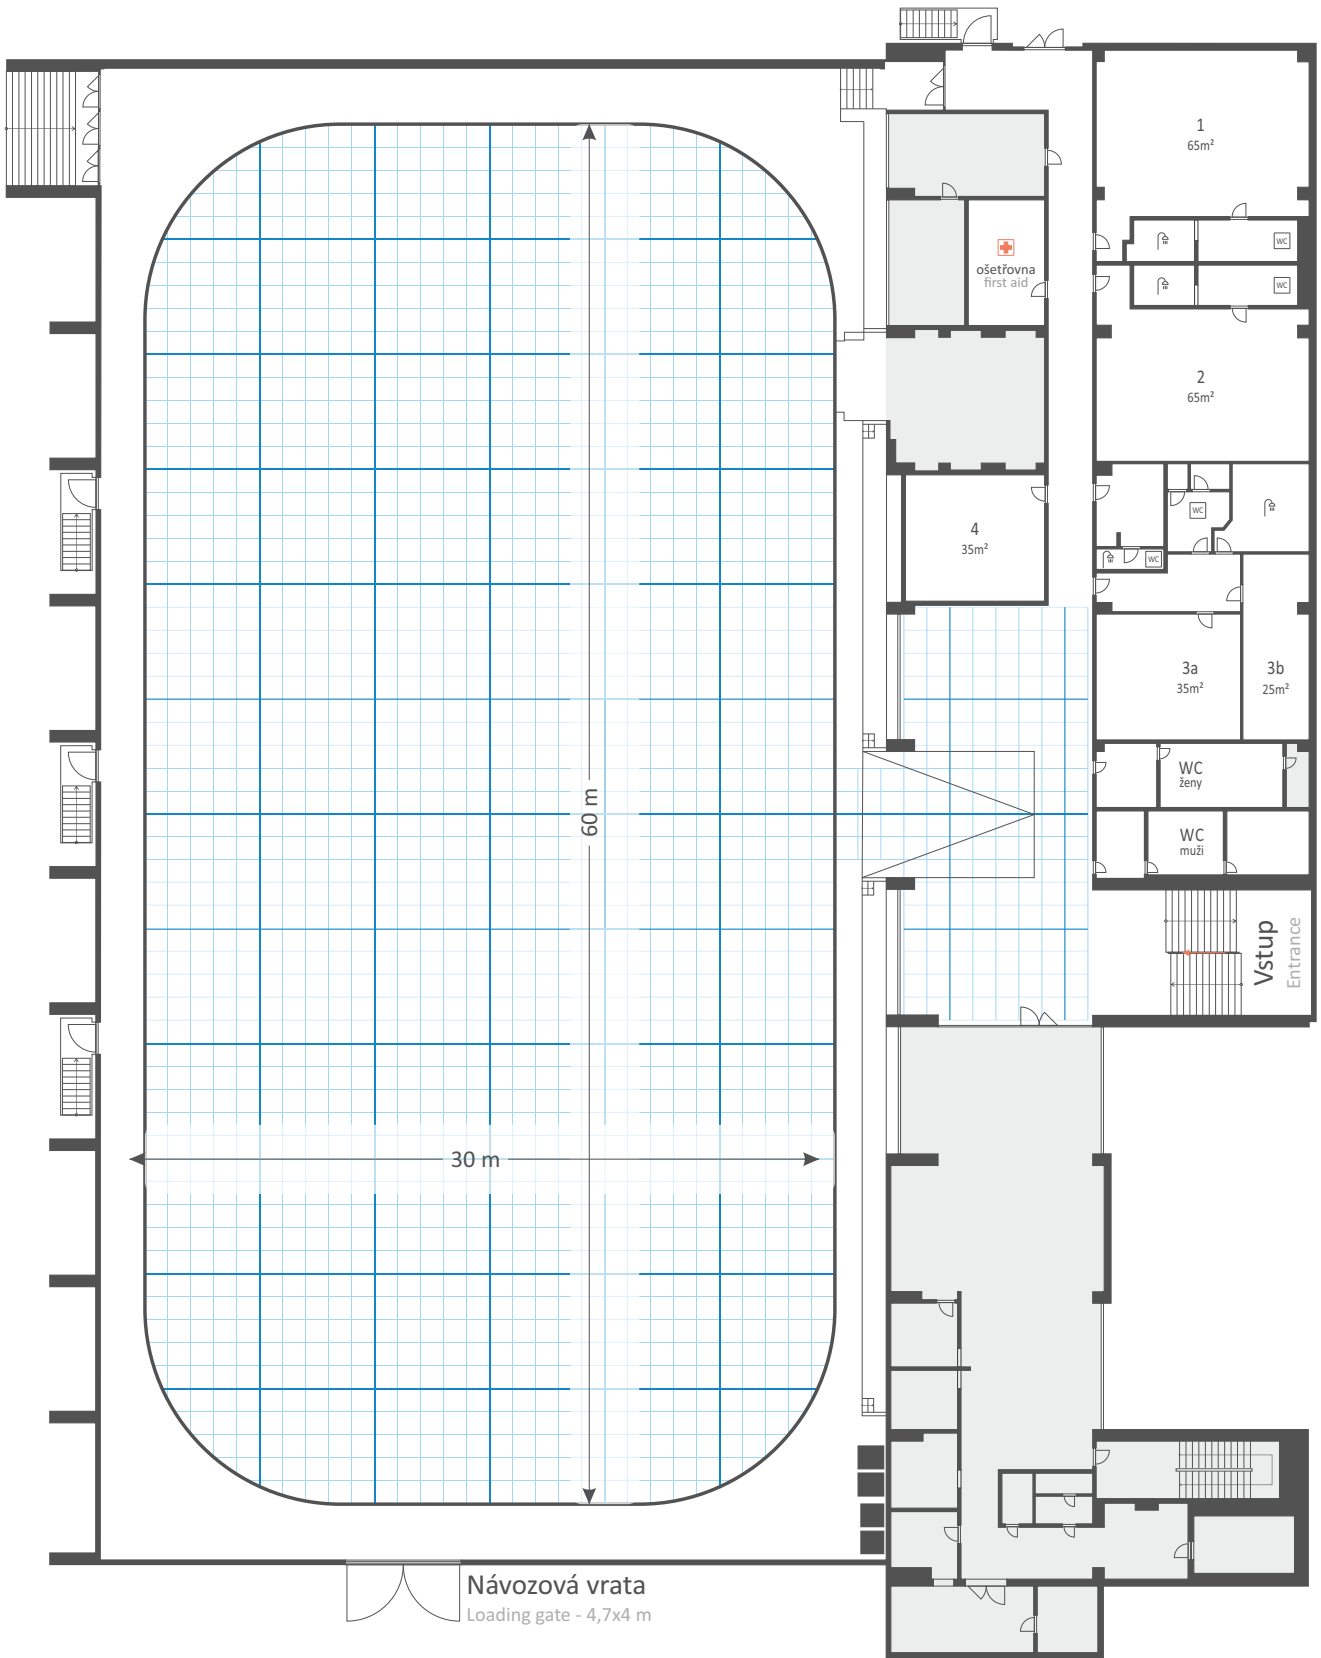 1
65m²
WC
ošetřovna
first aid
WC
2
65m²
4
35m²
WC
WC
3a
35m²
3b
25m²
WC
ženy
60 m
WC
muži
Vstup
Entrance
30 m
Návozová vrata
Loading gate - 4,7x4 m